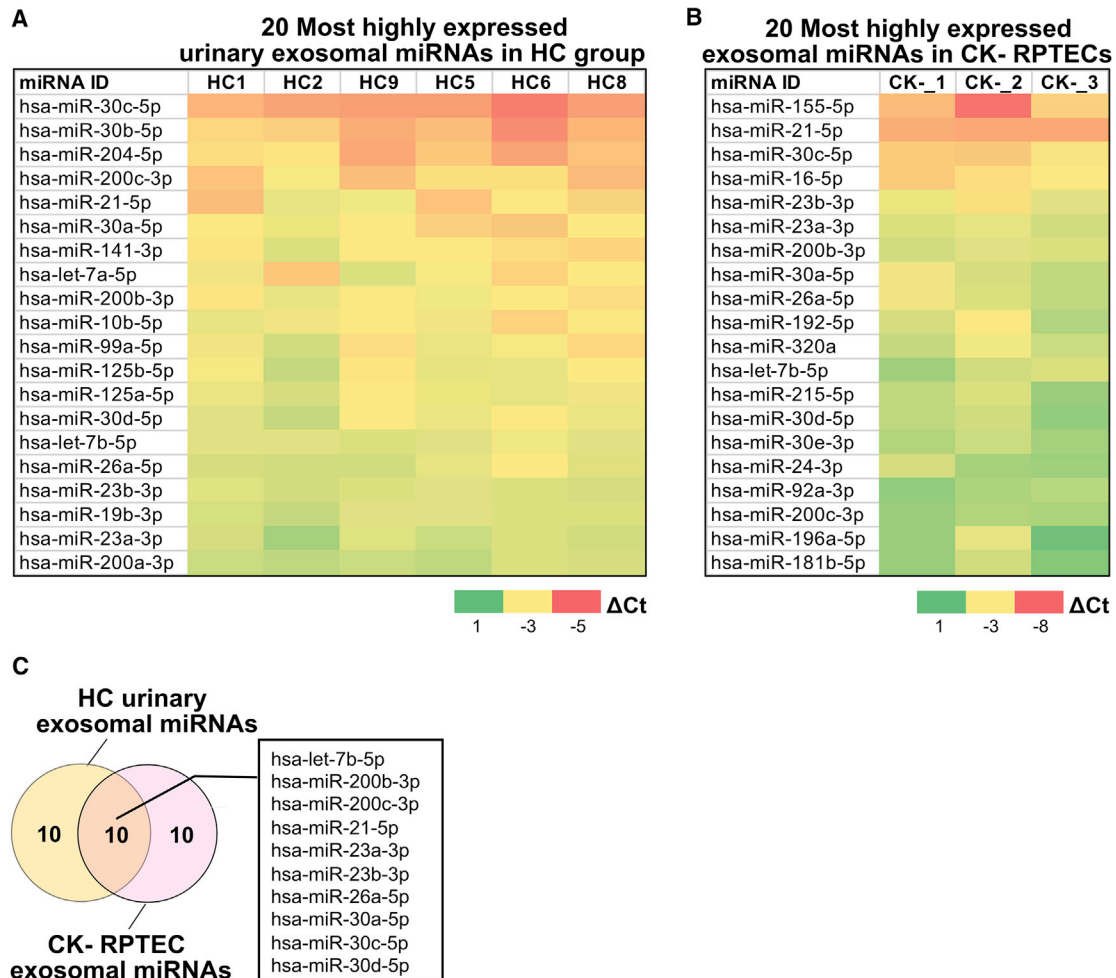 A
20 Most highly expressed
urinary exosomal miRNAs in HC group
miRNA ID HC1 HC2 HC9 HC5 HC6 HC8
hsa-miR-30c-5p
hsa-miR-30b-5p
hsa-miR-204-5p
hsa-miR-200c-3p
hsa-miR-21-5p
hsa-miR-30a-5p
hsa-miR-141-3p
hsa-let-7a-5p
hsa-miR-200b-3p
hsa-miR-10b-5p
hsa-miR-99a-5p
hsa-miR-125b-5p
hsa-miR-125a-5p
hsa-miR-30d-5p
hsa-let-7b-5p
hsa-miR-26a-5p
hsa-miR-23b-3p
hsa-miR-19b-3p
hsa-miR-23a-3p
hsa-miR-200a-3p
ΔCt
1 -3 -5
B
20 Most highly expressed
exosomal miRNAs in CK- RPTECs
miRNA ID CK-_1 CK-_2 CK-_3
hsa-miR-155-5p
hsa-miR-21-5p
hsa-miR-30c-5p
hsa-miR-16-5p
hsa-miR-23b-3p
hsa-miR-23a-3p
hsa-miR-200b-3p
hsa-miR-30a-5p
hsa-miR-26a-5p
hsa-miR-192-5p
hsa-miR-320a
hsa-let-7b-5p
hsa-miR-215-5p
hsa-miR-30d-5p
hsa-miR-30e-3p
hsa-miR-24-3p
hsa-miR-92a-3p
hsa-miR-200c-3p
hsa-miR-196a-5p
hsa-miR-181b-5p
ΔCt
1 -3 -8
C
HC urinary
exosomal miRNAs
10 10 10
CK- RPTEC
exosomal miRNAs
hsa-let-7b-5p
hsa-miR-200b-3p
hsa-miR-200c-3p
hsa-miR-21-5p
hsa-miR-23a-3p
hsa-miR-23b-3p
hsa-miR-26a-5p
hsa-miR-30a-5p
hsa-miR-30c-5p
hsa-miR-30d-5p